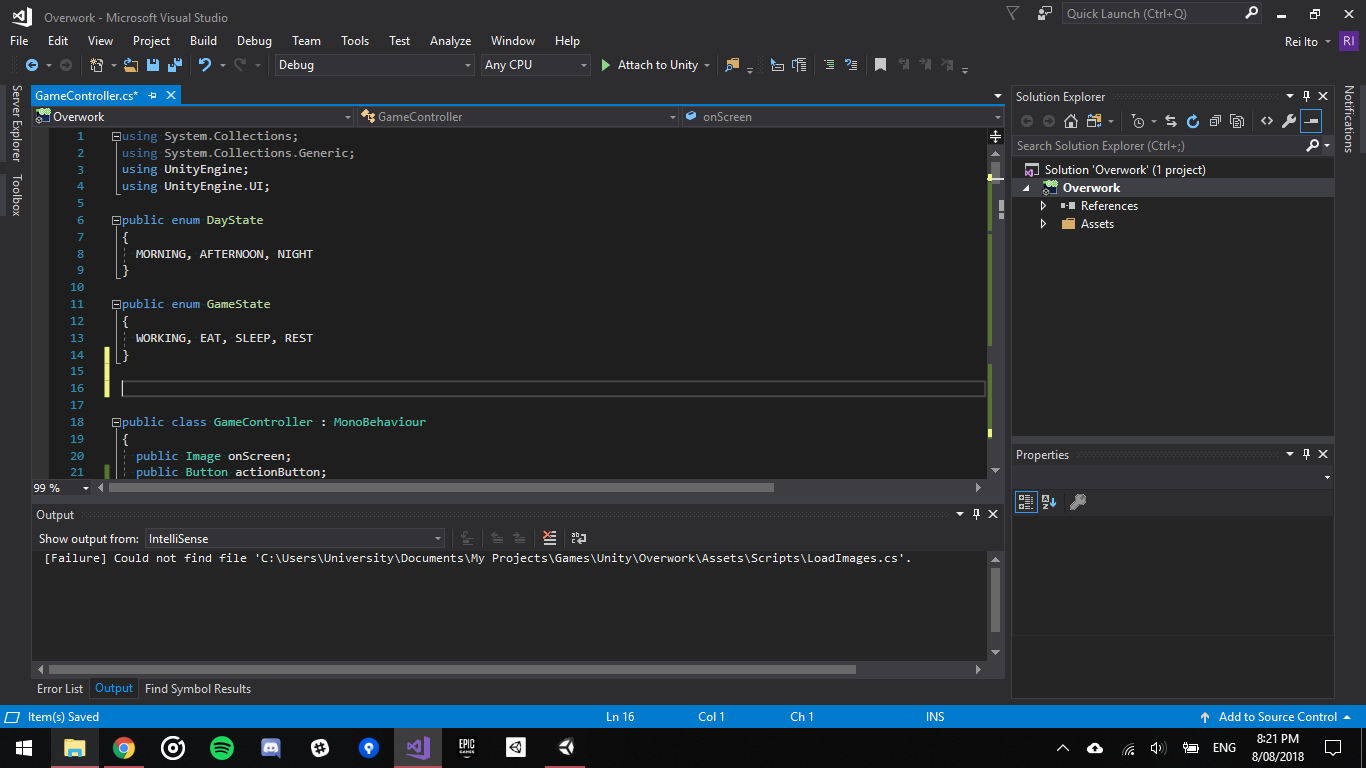 Overwork - Microsoft Visual Studio
Quick Launch (Ctrl+Q)
File Edit View Project Build Debug Team Tools Test Analyze Window Help
Rei Ito RI
Debug Any CPU Attach to Unity
Server Explorer
Toolbox
Notifications
GameController.cs*
Overwork GameController onScreen
1 using System.Collections;
2 using System.Collections.Generic;
3 using UnityEngine;
4 using UnityEngine.UI;
5
6 public enum DayState
7 {
8 MORNING, AFTERNOON, NIGHT
9 }
10
11 public enum GameState
12 {
13 WORKING, EAT, SLEEP, REST
14 }
15
16
17
18 public class GameController : MonoBehaviour
19 {
20 public Image onScreen;
21 public Button actionButton;
99 %
Solution Explorer
Search Solution Explorer (Ctrl+;)
Solution 'Overwork' (1 project)
Overwork
References
Assets
Properties
Output
Show output from: IntelliSense
[Failure] Could not find file 'C:\Users\University\Documents\My Projects\Games\Unity\Overwork\Assets\Scripts\LoadImages.cs'.
Error List Output Find Symbol Results
Item(s) Saved Ln 16 Col 1 Ch 1 INS Add to Source Control
EPIC GAMES
ENG
8:21 PM
8/08/2018